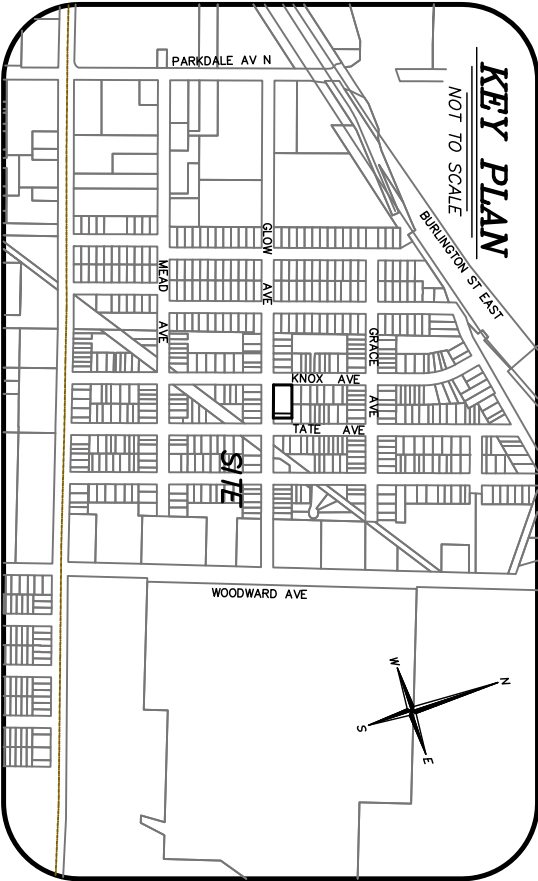 KEY PLAN
NOT TO SCALE
PARKDALE AV N
BURLINGTON ST EAST
GLOW AVE
MEAD AVE
GRACE AVE
KNOX AVE
TATE AVE
SITE
WOODWARD AVE
N
W
S
E